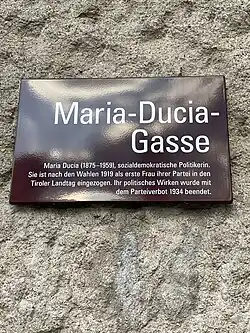 Maria-Ducia-
Gasse
Maria Ducia (1875–1959), sozialdemokratische Politikerin.
Sie ist nach den Wahlen 1919 als erste Frau ihrer Partei in den
Tiroler Landtag eingezogen. Ihr politisches Wirken wurde mit
dem Parteiverbot 1934 beendet.